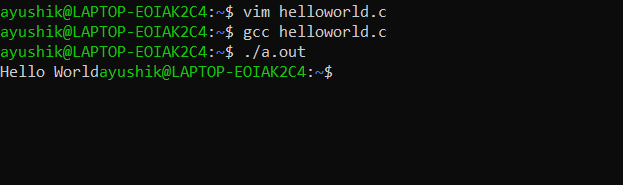 ayushik@LAPTOP-EOIAK2C4:~$ vim helloworld.c
ayushik@LAPTOP-EOIAK2C4:~$ gcc helloworld.c
ayushik@LAPTOP-EOIAK2C4:~$ ./a.out
Hello Worldayushik@LAPTOP-EOIAK2C4:~$